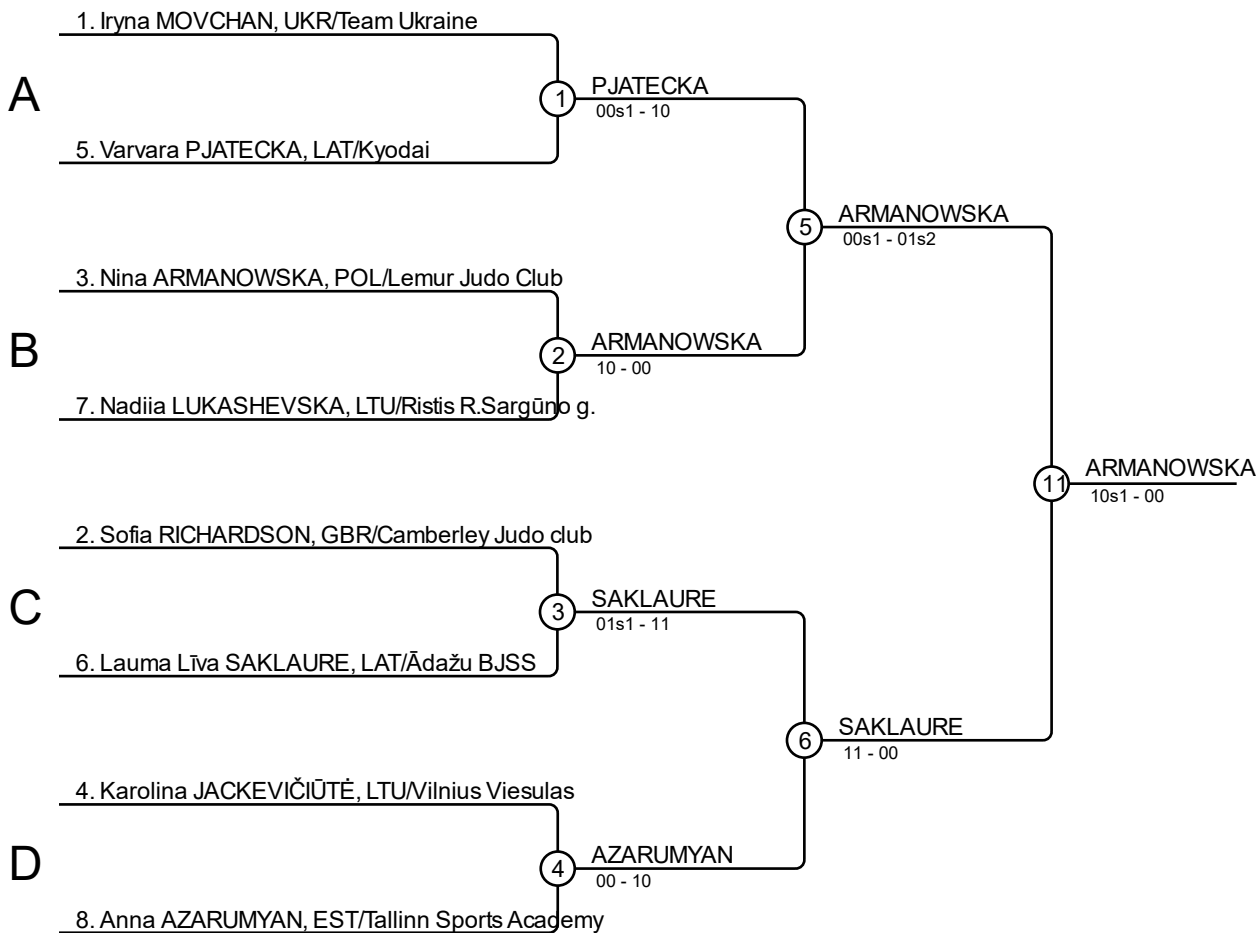 1. Iryna MOVCHAN, UKR/Team Ukraine
A
1
PJATECKA
00s1 - 10
5. Varvara PJATECKA, LAT/Kyodai
5
ARMANOWSKA
00s1 - 01s2
3. Nina ARMANOWSKA, POL/Lemur Judo Club
B
2
ARMANOWSKA
10 - 00
7. Nadiia LUKASHEVSKA, LTU/Ristis R.Sargūno g.
11
ARMANOWSKA
10s1 - 00
2. Sofia RICHARDSON, GBR/Camberley Judo club
C
3
SAKLAURE
01s1 - 11
6. Lauma Līva SAKLAURE, LAT/Ādažu BJSS
6
SAKLAURE
11 - 00
4. Karolina JACKEVIČIŪTĖ, LTU/Vilnius Viesulas
D
4
AZARUMYAN
00 - 10
8. Anna AZARUMYAN, EST/Tallinn Sports Academy